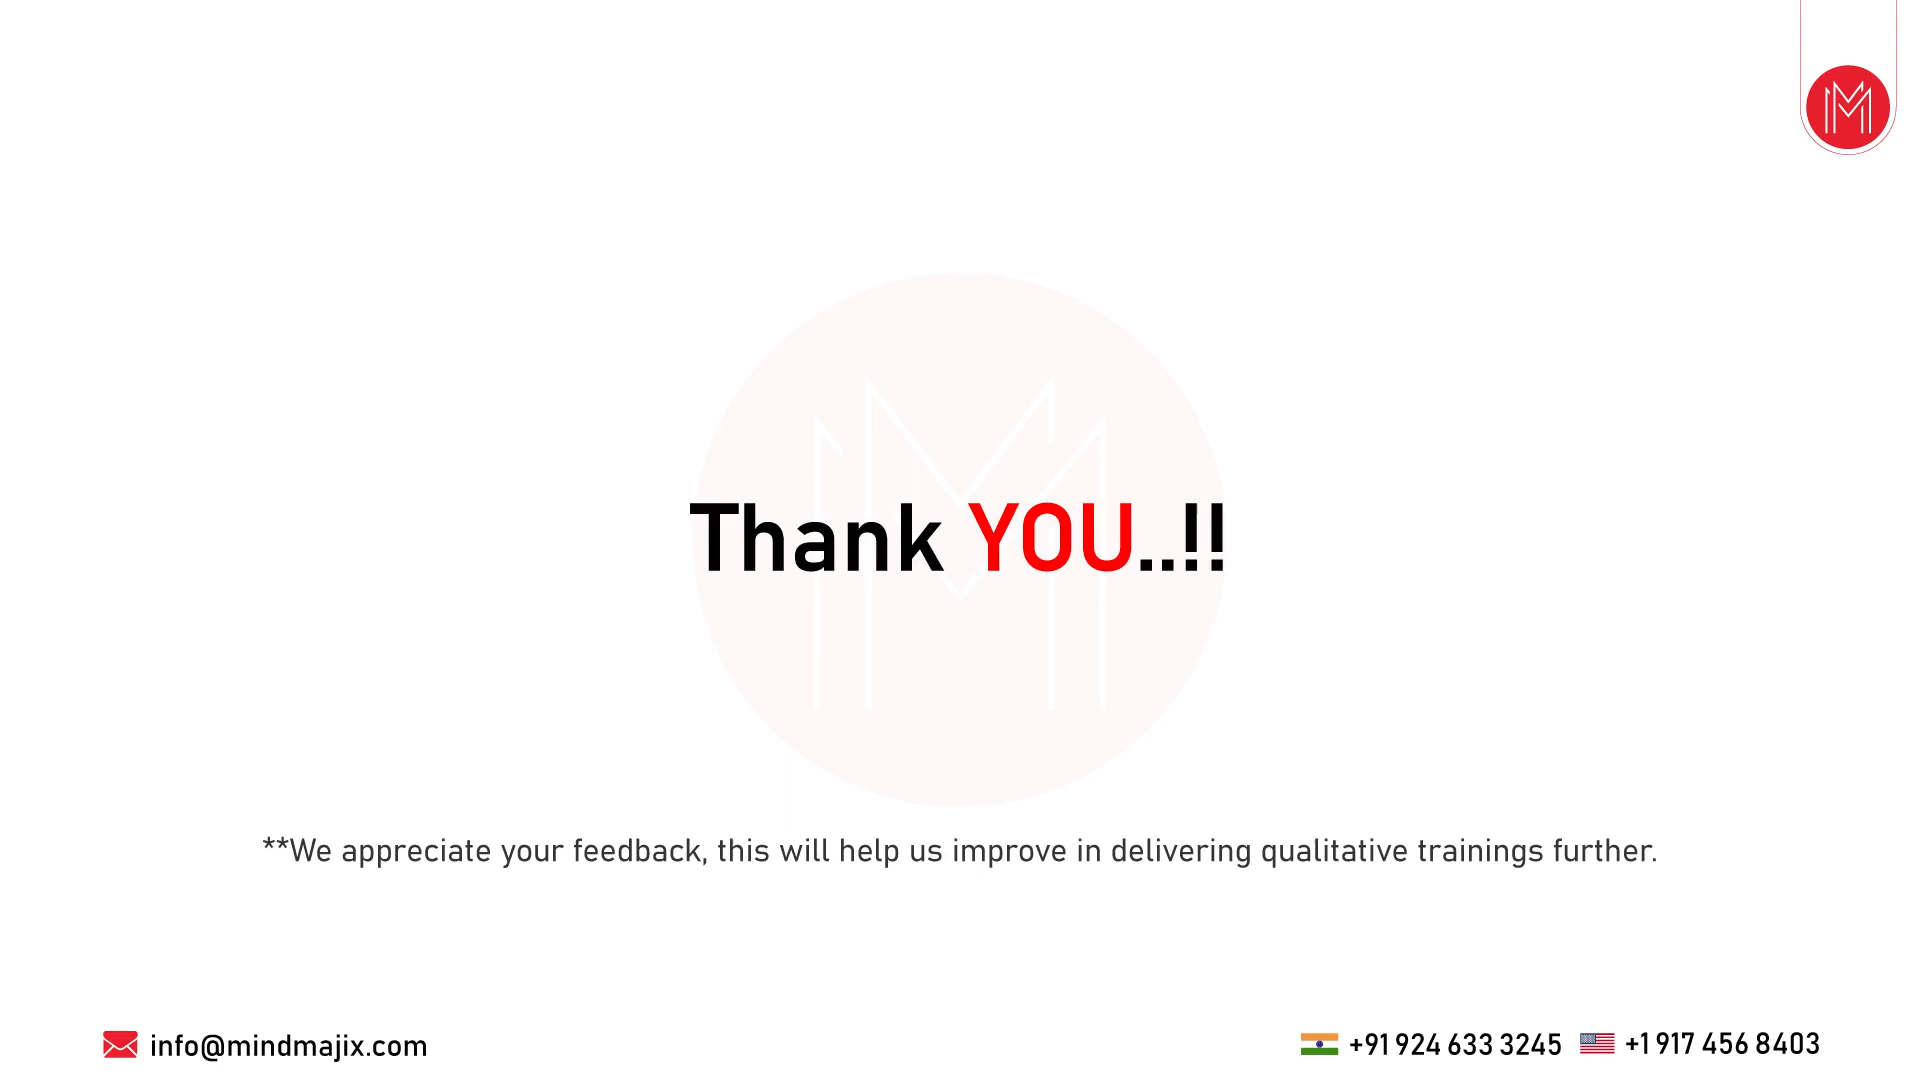 Thank YOU..!!
**We appreciate your feedback, this will help us improve in delivering qualitative trainings further.
info@mindmajix.com
+91 924 633 3245
+1 917 456 8403